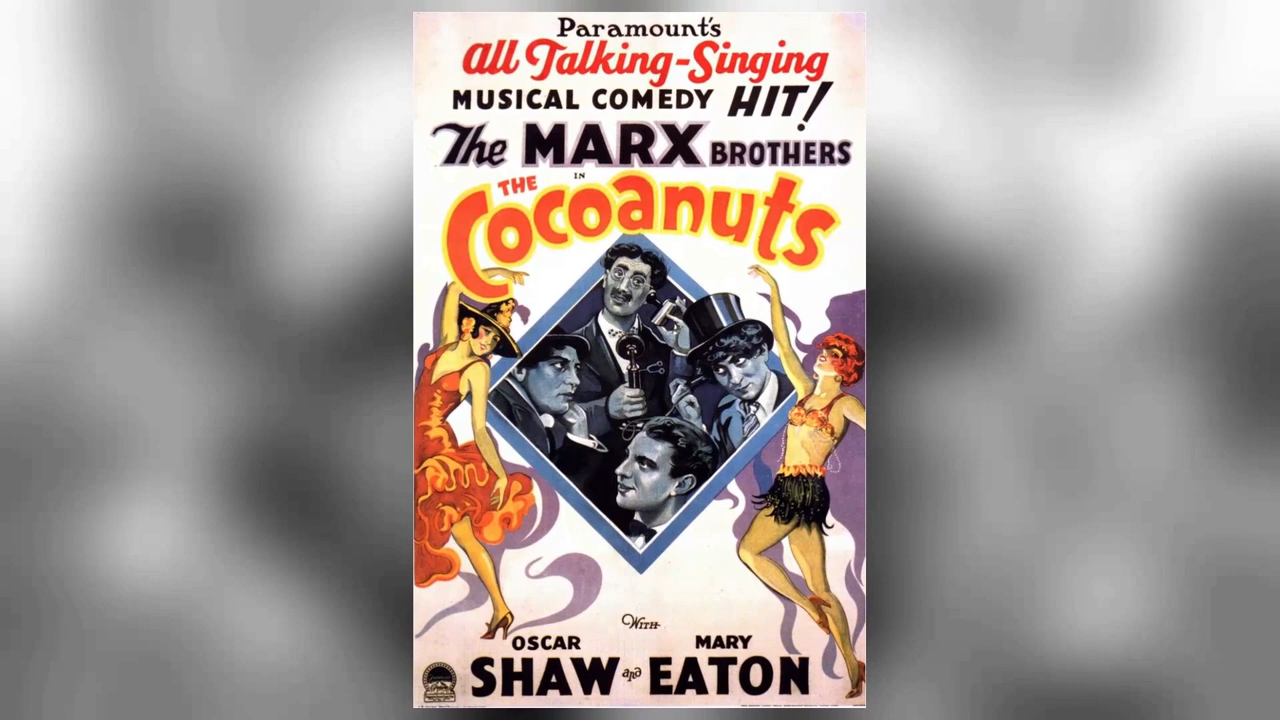 Paramount's
All Talking-Singing
MUSICAL COMEDY HIT!
The MARX BROTHERS
IN
THE
Cocoanuts
WITH
OSCAR MARY
SHAW and EATON